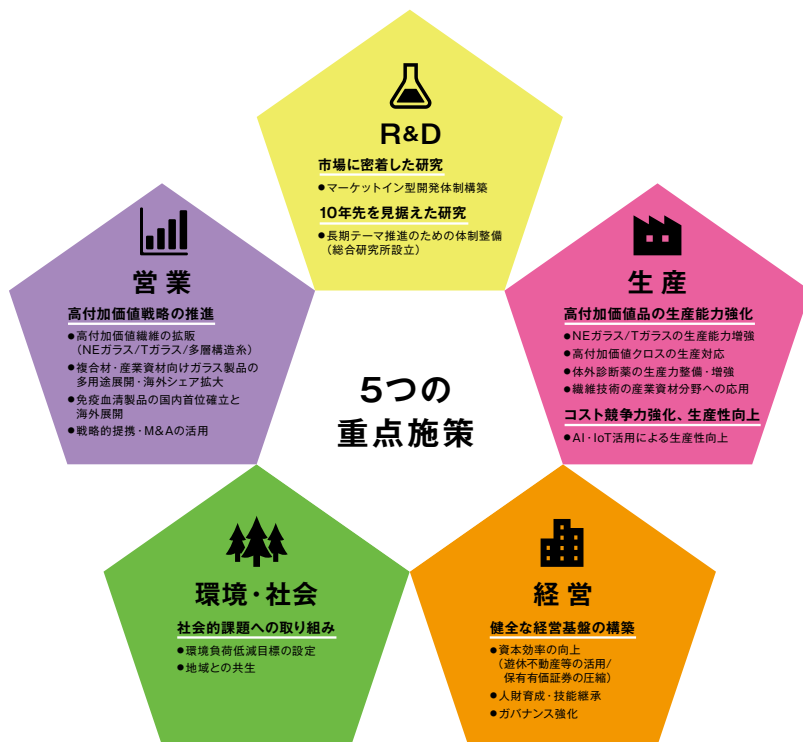 R&D
市場に密着した研究
●マーケットイン型開発体制構築
10年先を見据えた研究
●長期テーマ推進のための体制整備
（総合研究所設立）
営業
高付加価値戦略の推進
●高付加価値繊維の拡販
（NEガラス/Tガラス/多層構造糸）
●複合材・産業資材向けガラス製品の
多用途展開・海外シェア拡大
●免疫血清製品の国内首位確立と
海外展開
●戦略的提携・M&Aの活用
生産
高付加価値品の生産能力強化
●NEガラス/Tガラスの生産能力増強
●高付加価値クロスの生産対応
●体外診断薬の生産力整備・増強
●繊維技術の産業資材分野への応用
コスト競争力強化、生産性向上
●AI・IoT活用による生産性向上
5つの
重点施策
環境・社会
社会的課題への取り組み
●環境負荷低減目標の設定
●地域との共生
経営
健全な経営基盤の構築
●資本効率の向上
（遊休不動産等の活用/
保有有価証券の圧縮）
●人財育成・技能継承
●ガバナンス強化